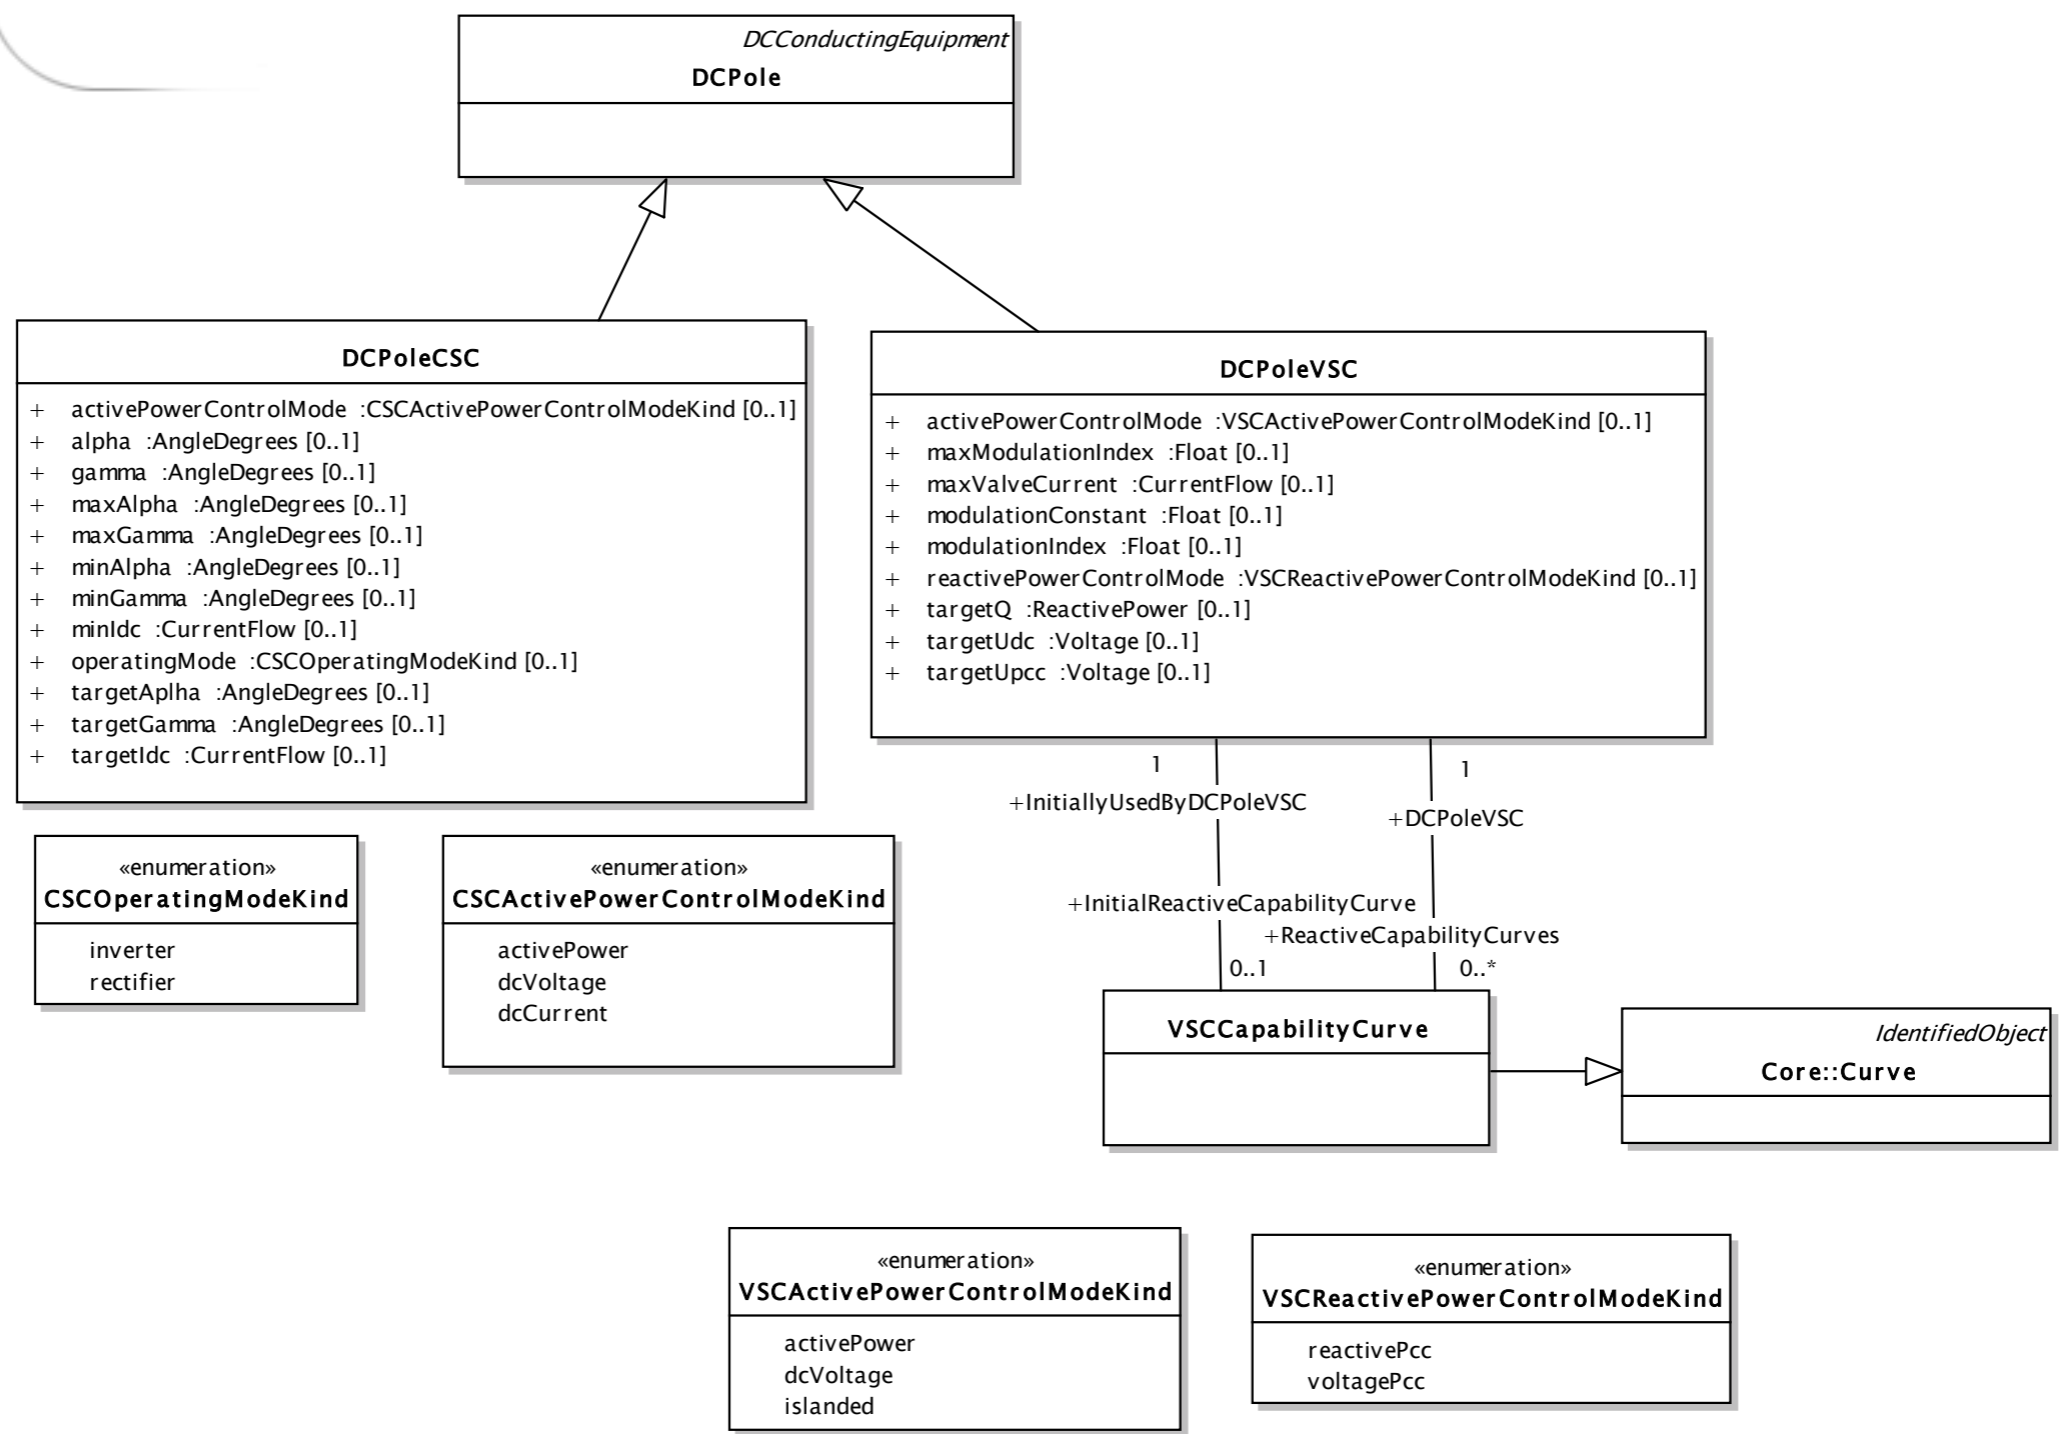 DCConductingEquipment
DCPole
DCPoleCSC
+ activePowerControlMode :CSCActivePowerControlModeKind [0..1]
+ alpha :AngleDegrees [0..1]
+ gamma :AngleDegrees [0..1]
+ maxAlpha :AngleDegrees [0..1]
+ maxGamma :AngleDegrees [0..1]
+ minAlpha :AngleDegrees [0..1]
+ minGamma :AngleDegrees [0..1]
+ minIdc :CurrentFlow [0..1]
+ operatingMode :CSCOperatingModeKind [0..1]
+ targetAplha :AngleDegrees [0..1]
+ targetGamma :AngleDegrees [0..1]
+ targetIdc :CurrentFlow [0..1]
DCPoleVSC
+ activePowerControlMode :VSCActivePowerControlModeKind [0..1]
+ maxModulationIndex :Float [0..1]
+ maxValveCurrent :CurrentFlow [0..1]
+ modulationConstant :Float [0..1]
+ modulationIndex :Float [0..1]
+ reactivePowerControlMode :VSCReactivePowerControlModeKind [0..1]
+ targetQ :ReactivePower [0..1]
+ targetUdc :Voltage [0..1]
+ targetUpcc :Voltage [0..1]
1
+InitiallyUsedByDCPoleVSC
1
+DCPoleVSC
+InitialReactiveCapabilityCurve
0..1
+ReactiveCapabilityCurves
0..*
«enumeration»
CSCOperatingModeKind
inverter
rectifier
«enumeration»
CSCActivePowerControlModeKind
activePower
dcVoltage
dcCurrent
VSCCapabilityCurve
IdentifiedObject
Core::Curve
«enumeration»
VSCActivePowerControlModeKind
activePower
dcVoltage
islanded
«enumeration»
VSCReactivePowerControlModeKind
reactivePcc
voltagePcc